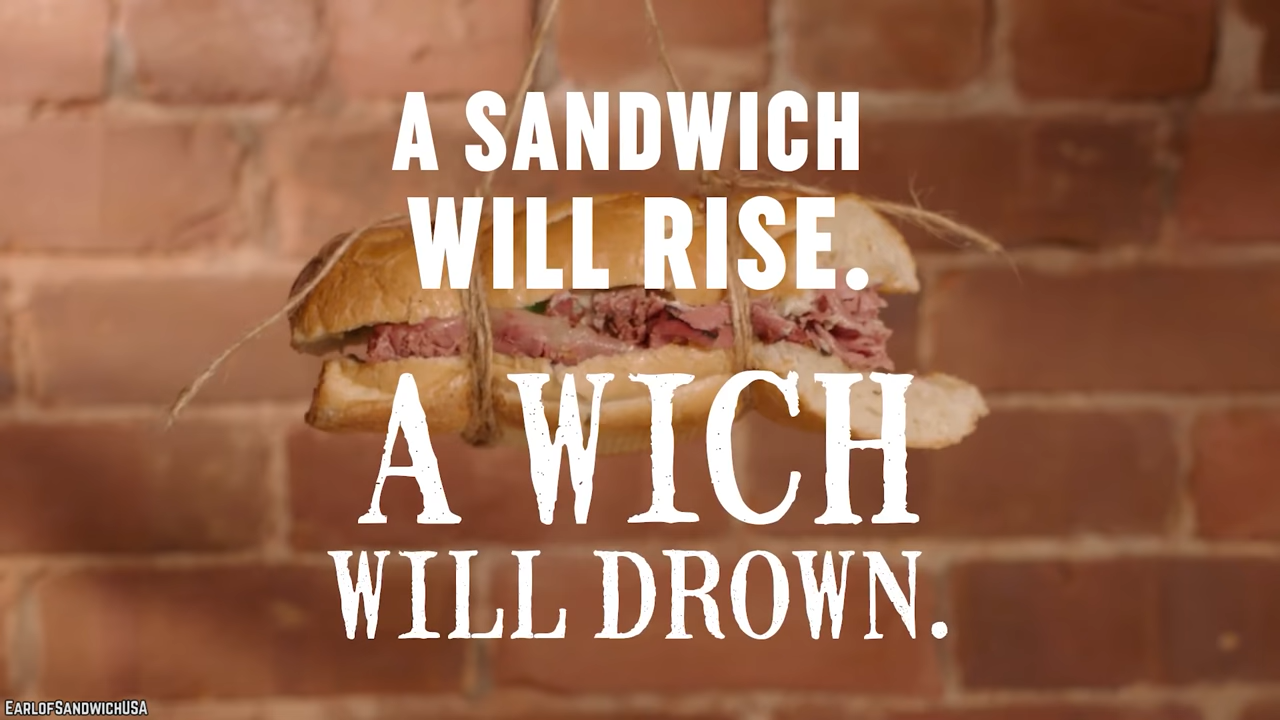 A SANDWICH
WILL RISE.
A WICH
WILL DROWN.
EarlofSandwichUSA